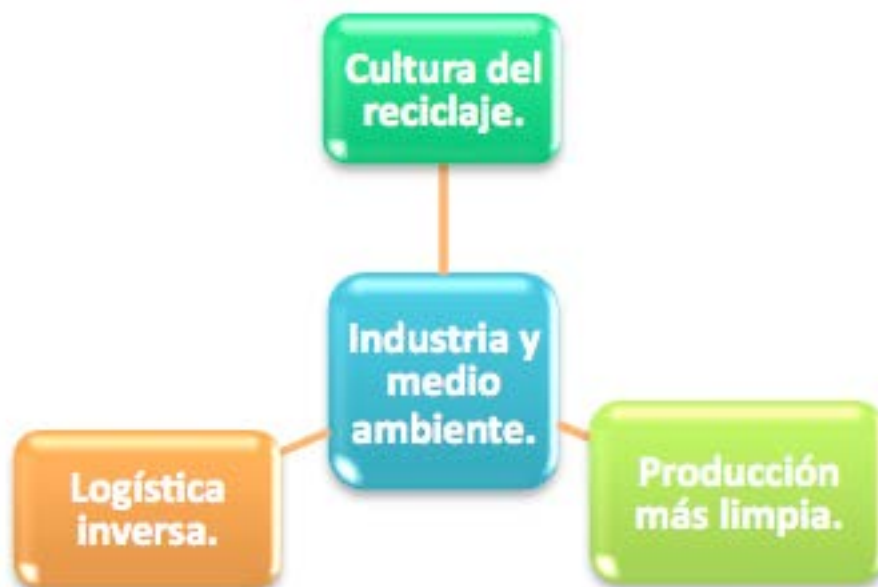 Cultura del
reciclaje.
Industria y
medio
ambiente.
Logística
inversa.
Producción
más limpia.